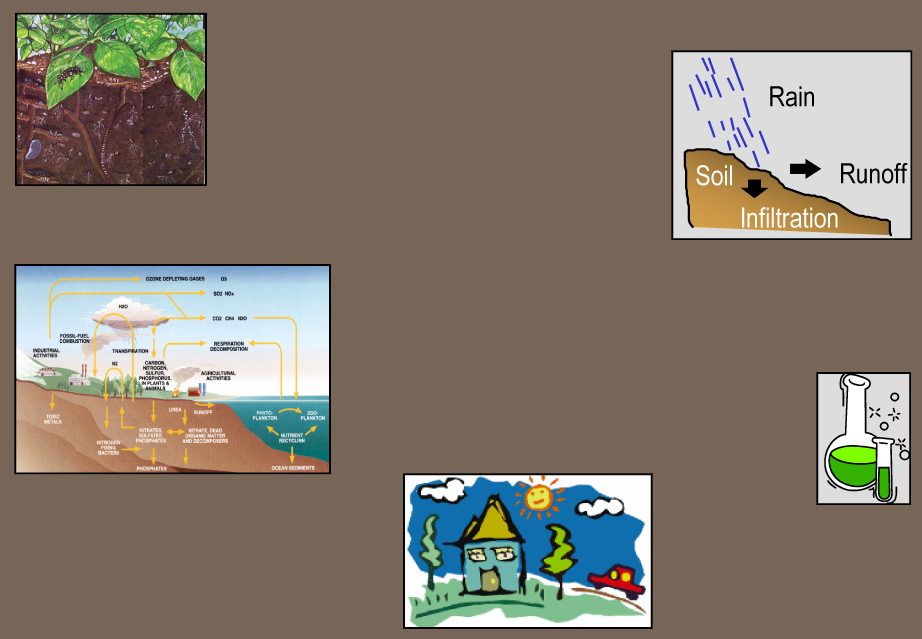 Rain
Soil
Runoff
Infiltration
OZONE DEPLETING GASES O3
SO2 NOx
H2O
CO2 CH4 N2O
FOSSIL-FUEL
COMBUSTION
RESPIRATION
DECOMPOSITION
INDUSTRIAL
ACTIVITIES
TRANSPIRATION
N2
CARBON,
NITROGEN,
SULFUR,
PHOSPHORUS,
IN PLANTS &
ANIMALS
AGRICULTURAL
ACTIVITIES
TOXIC
METALS
UREA
RUNOFF
PHYTO-
PLANKTON
ZOO-
PLANKTON
NITRATES,
SULFATES,
PHOSPHATES
NITRATE, DEAD
ORGANIC MATTER
AND DECOMPOSERS
NUTRIENT
RECYCLINN
NITROGEN
FIXING
BACTERIC
PHOSPHATES
OCEAN SEDIMENTS